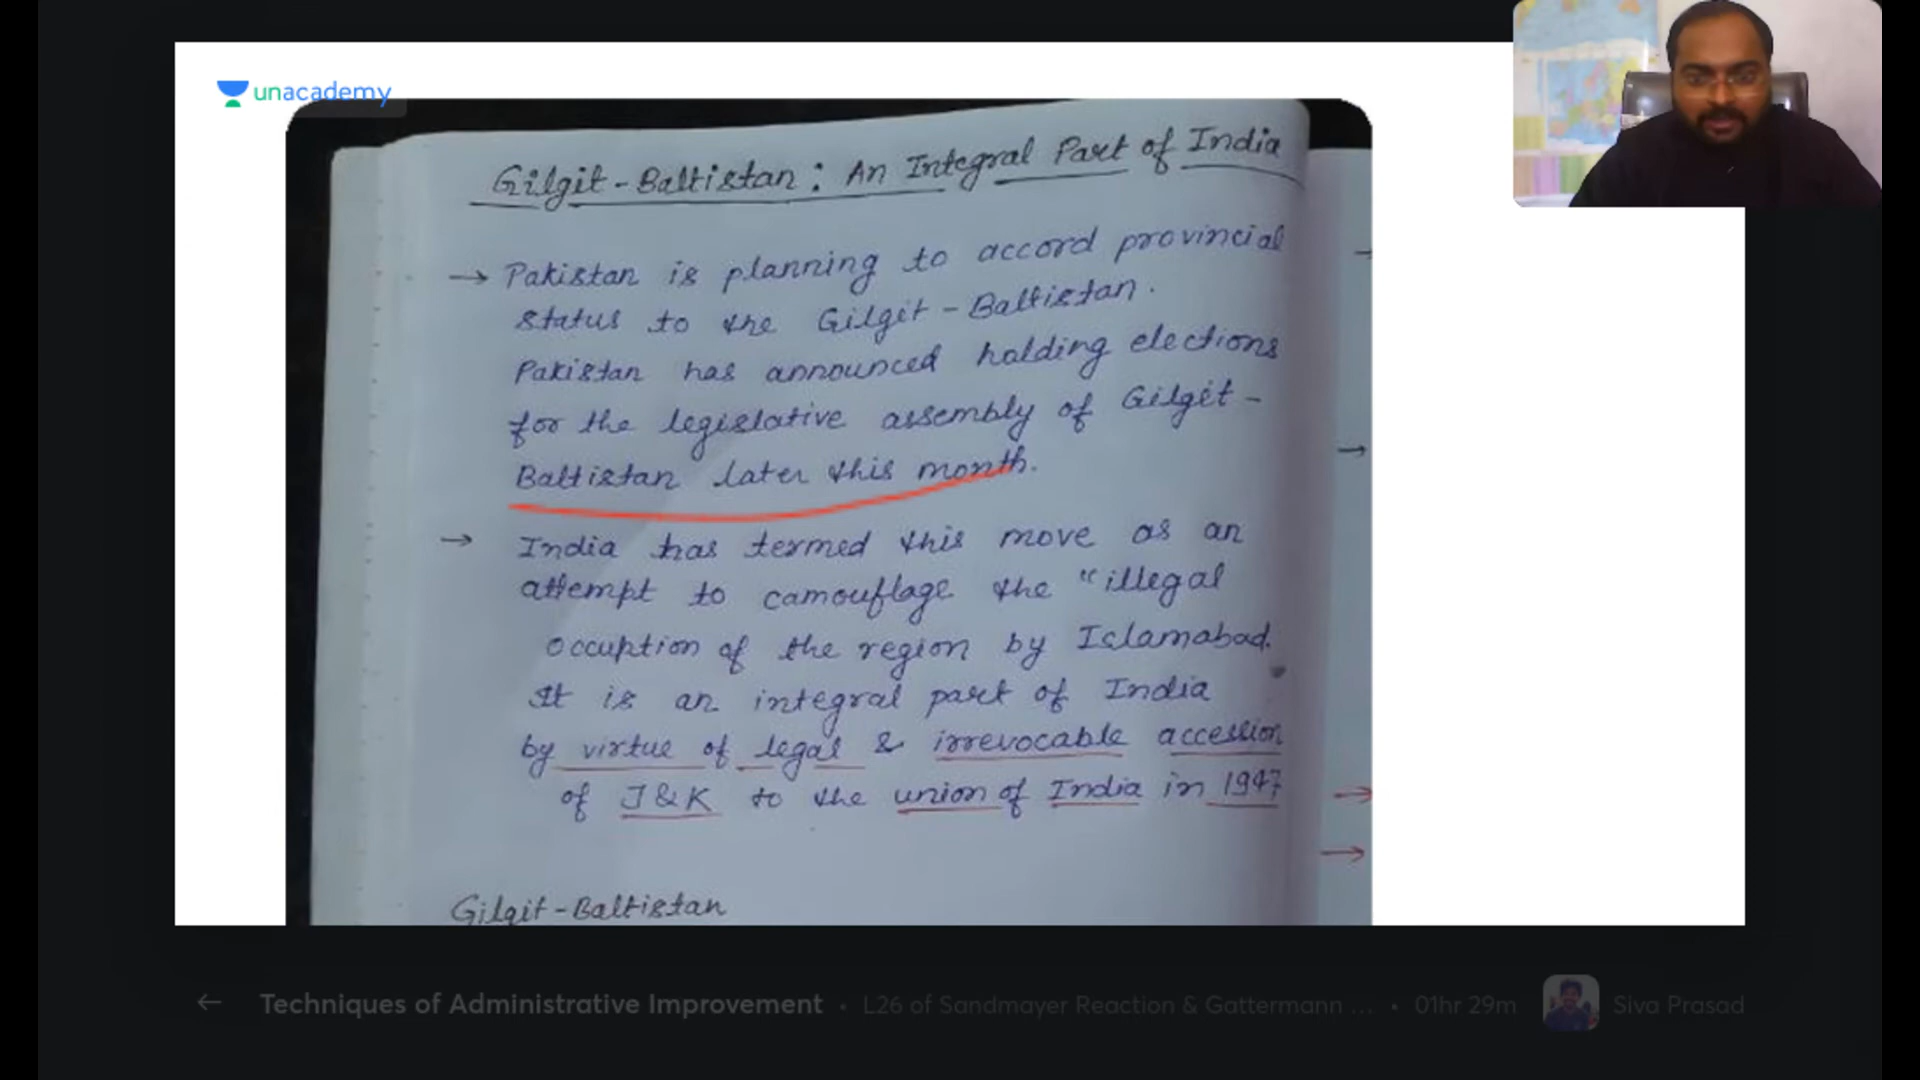 unacademy
Gilgit-Baltistan: An Integral Part of India
→ Pakistan is planning to accord provincial
status to the Gilgit-Baltistan.
Pakistan has announced holding elections
for the legislative assembly of Gilgit-
Baltistan later this month.
→ India has termed this move as an
attempt to camouflage the "illegal
occuption of the region by Islamabad.
It is an integral part of India
by virtue of legal & irrevocable accession
of J&K to the union of India in 1947
Gilgit-Baltistan
← Techniques of Administrative Improvement • L26 of Sandmayer Reaction & Gattermann ... • 01hr 29m Siva Prasad